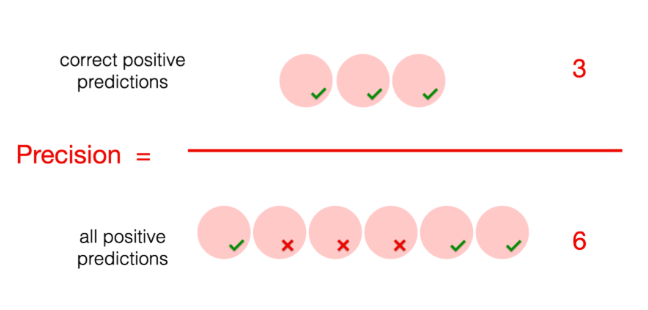 correct positive
predictions
3
Precision =
all positive
predictions
6